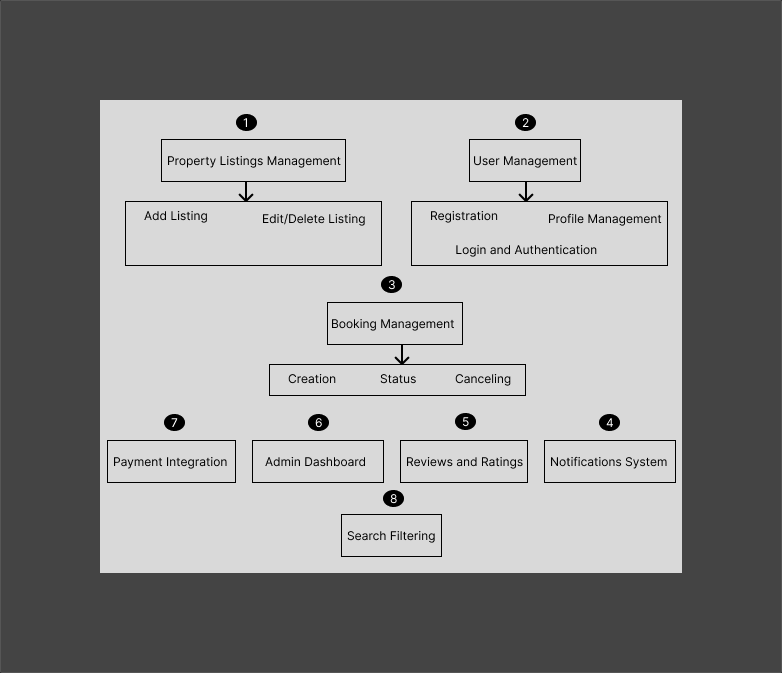 1
2
Property Listings Management
User Management
Add Listing
Edit/Delete Listing
Registration
Profile Management
Login and Authentication
3
Booking Management
Creation
Status
Canceling
7
6
5
4
Payment Integration
Admin Dashboard
Reviews and Ratings
Notifications System
8
Search Filtering